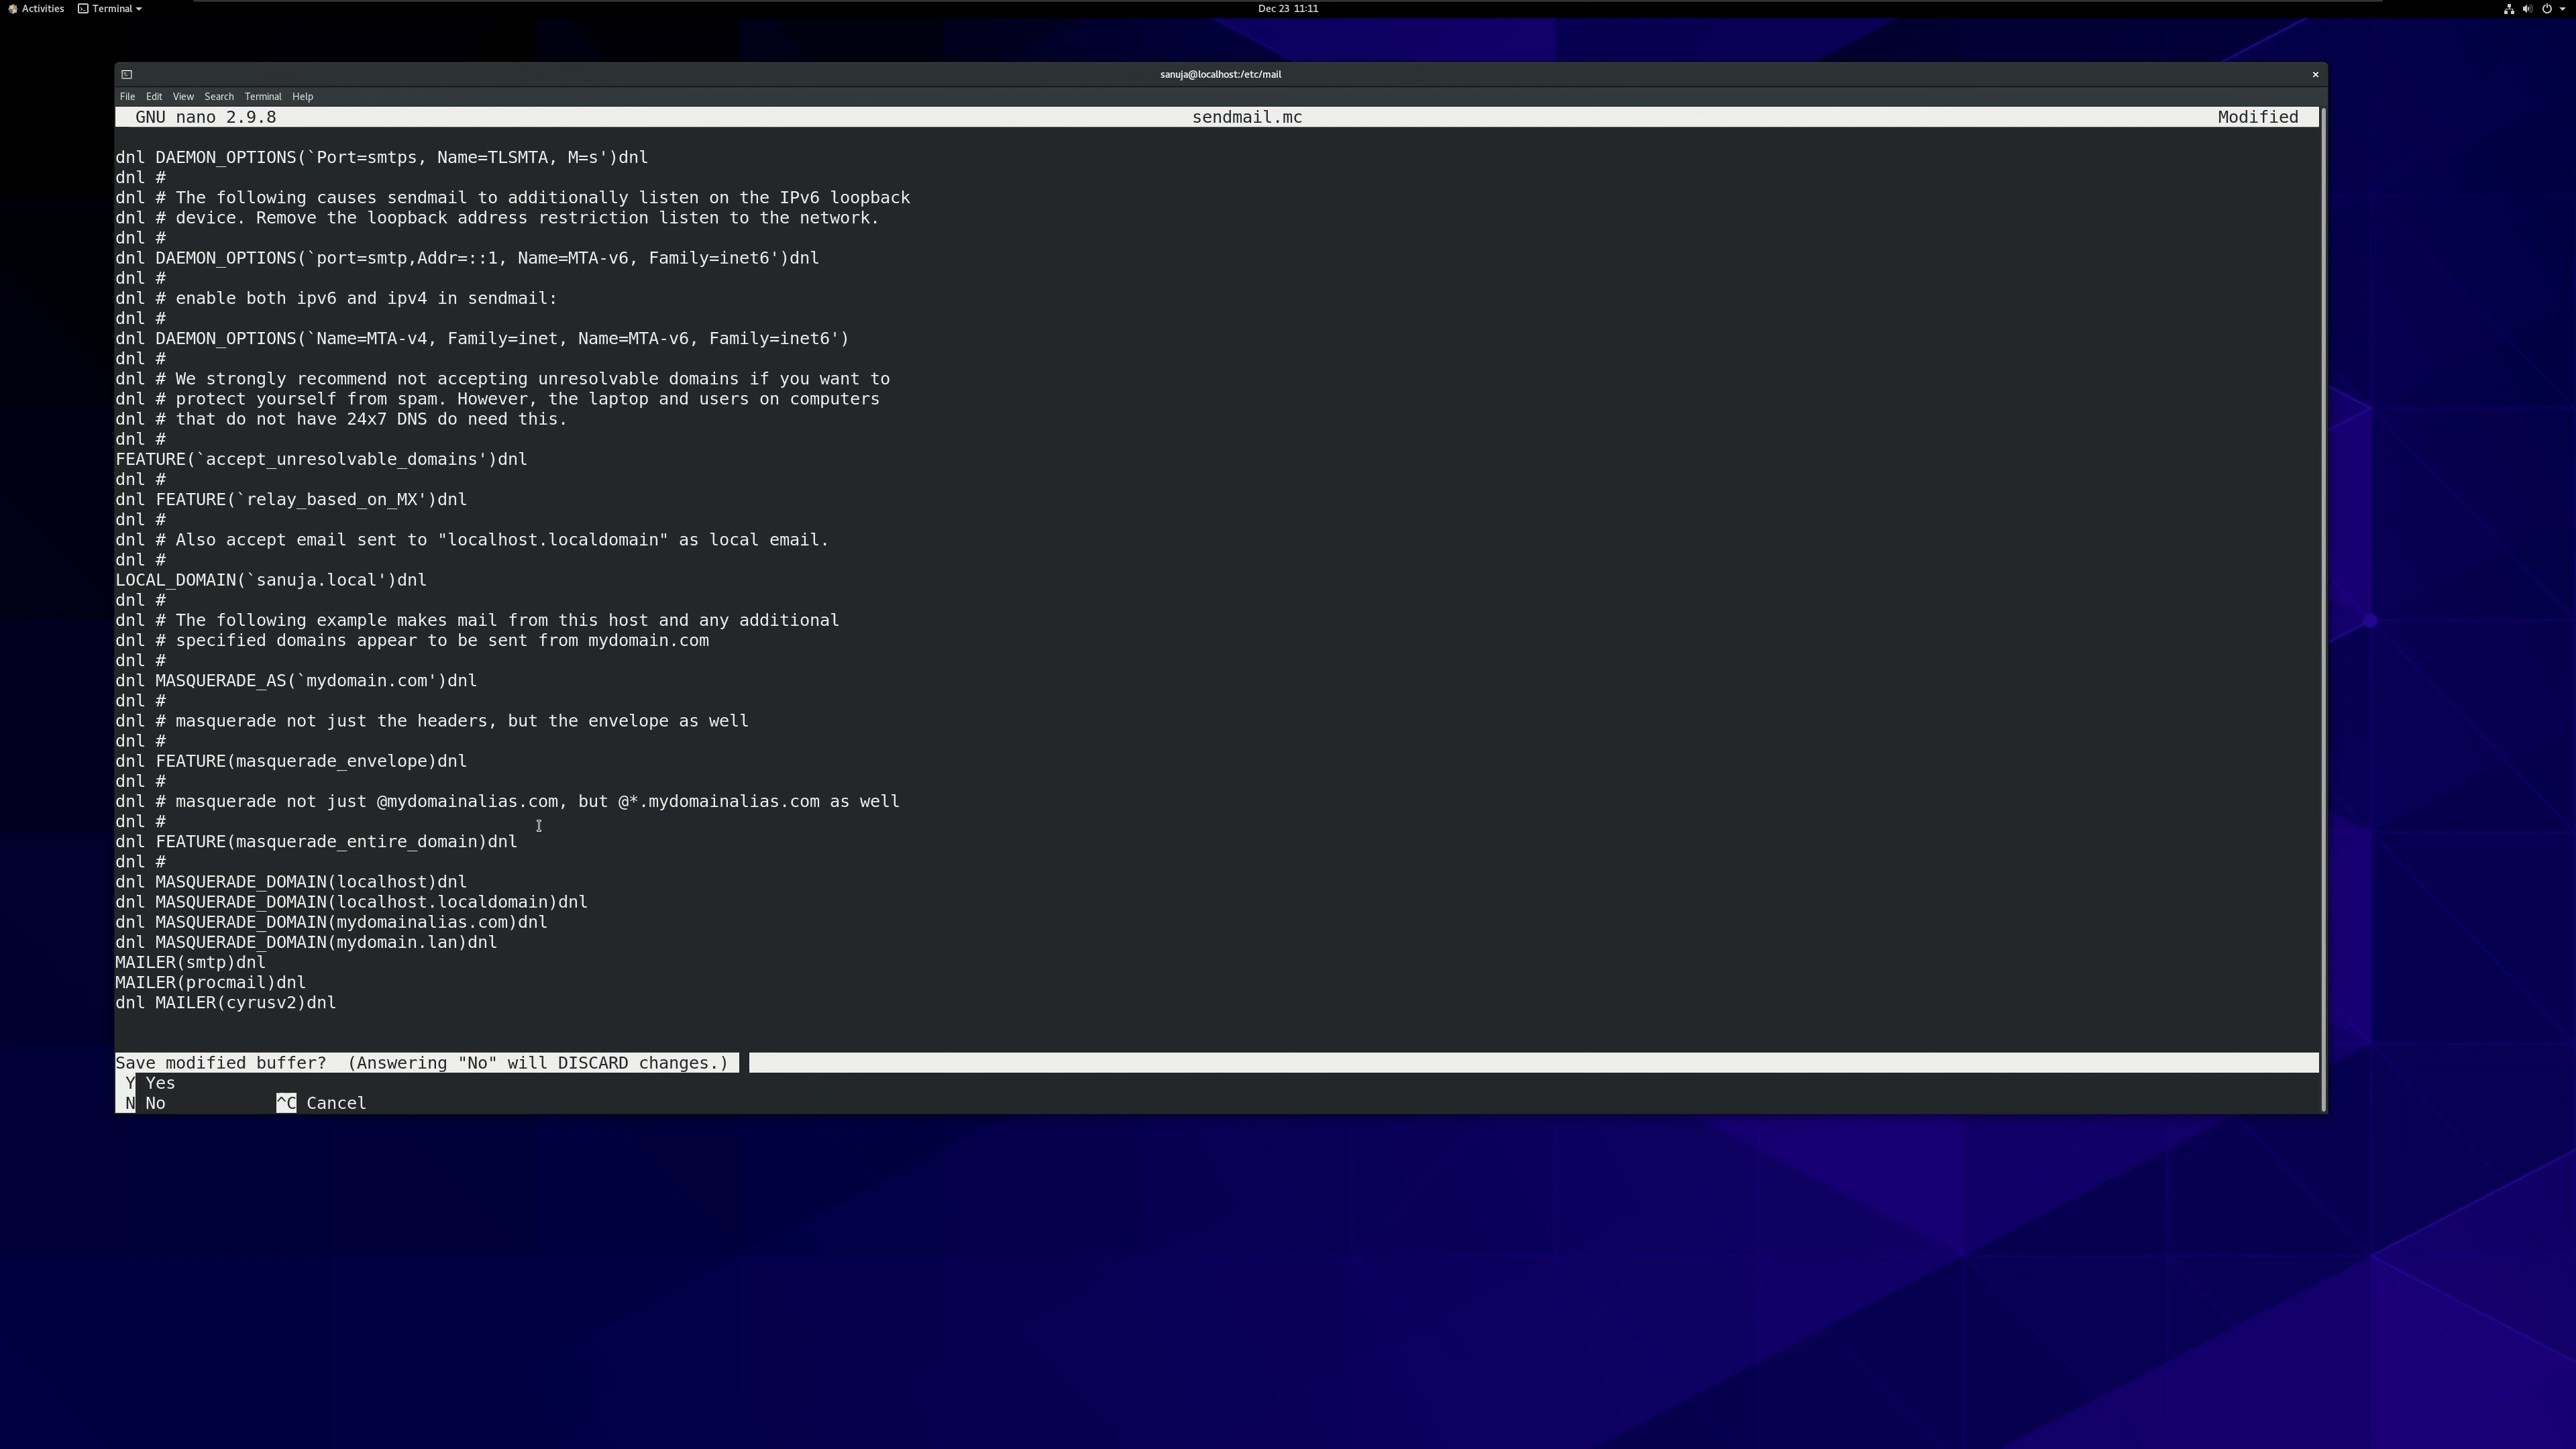 Activities Terminal Dec 23 11:11
sanuja@localhost:/etc/mail
File Edit View Search Terminal Help
GNU nano 2.9.8 sendmail.mc Modified
dnl DAEMON_OPTIONS(`Port=smtps, Name=TLSMTA, M=s')dnl
dnl #
dnl # The following causes sendmail to additionally listen on the IPv6 loopback
dnl # device. Remove the loopback address restriction listen to the network.
dnl #
dnl DAEMON_OPTIONS(`port=smtp,Addr=::1, Name=MTA-v6, Family=inet6')dnl
dnl #
dnl # enable both ipv6 and ipv4 in sendmail:
dnl #
dnl DAEMON_OPTIONS(`Name=MTA-v4, Family=inet, Name=MTA-v6, Family=inet6')
dnl #
dnl # We strongly recommend not accepting unresolvable domains if you want to
dnl # protect yourself from spam. However, the laptop and users on computers
dnl # that do not have 24x7 DNS do need this.
dnl #
FEATURE(`accept_unresolvable_domains')dnl
dnl #
dnl FEATURE(`relay_based_on_MX')dnl
dnl #
dnl # Also accept email sent to "localhost.localdomain" as local email.
dnl #
LOCAL_DOMAIN(`sanuja.local')dnl
dnl #
dnl # The following example makes mail from this host and any additional
dnl # specified domains appear to be sent from mydomain.com
dnl #
dnl MASQUERADE_AS(`mydomain.com')dnl
dnl #
dnl # masquerade not just the headers, but the envelope as well
dnl #
dnl FEATURE(masquerade_envelope)dnl
dnl #
dnl # masquerade not just @mydomainalias.com, but @*.mydomainalias.com as well
dnl #
dnl FEATURE(masquerade_entire_domain)dnl
dnl #
dnl MASQUERADE_DOMAIN(localhost)dnl
dnl MASQUERADE_DOMAIN(localhost.localdomain)dnl
dnl MASQUERADE_DOMAIN(mydomainalias.com)dnl
dnl MASQUERADE_DOMAIN(mydomain.lan)dnl
MAILER(smtp)dnl
MAILER(procmail)dnl
dnl MAILER(cyrusv2)dnl
Save modified buffer?  (Answering "No" will DISCARD changes.)
Y Yes
N No ^C Cancel